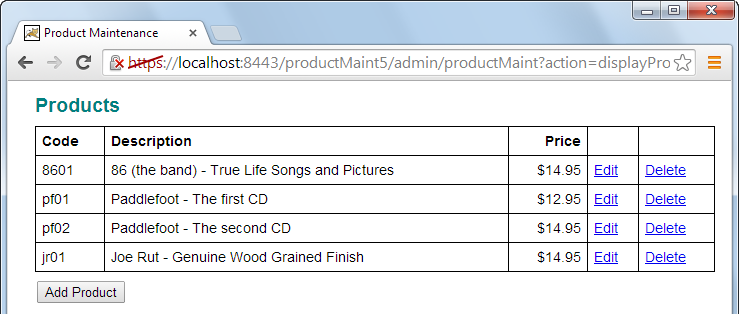 Product Maintenance
https://localhost:8443/productMaint5/admin/productMaint?action=displayPro
Products
Code Description Price
8601 86 (the band) - True Life Songs and Pictures $14.95 Edit Delete
pf01 Paddlefoot - The first CD $12.95 Edit Delete
pf02 Paddlefoot - The second CD $14.95 Edit Delete
jr01 Joe Rut - Genuine Wood Grained Finish $14.95 Edit Delete
Add Product